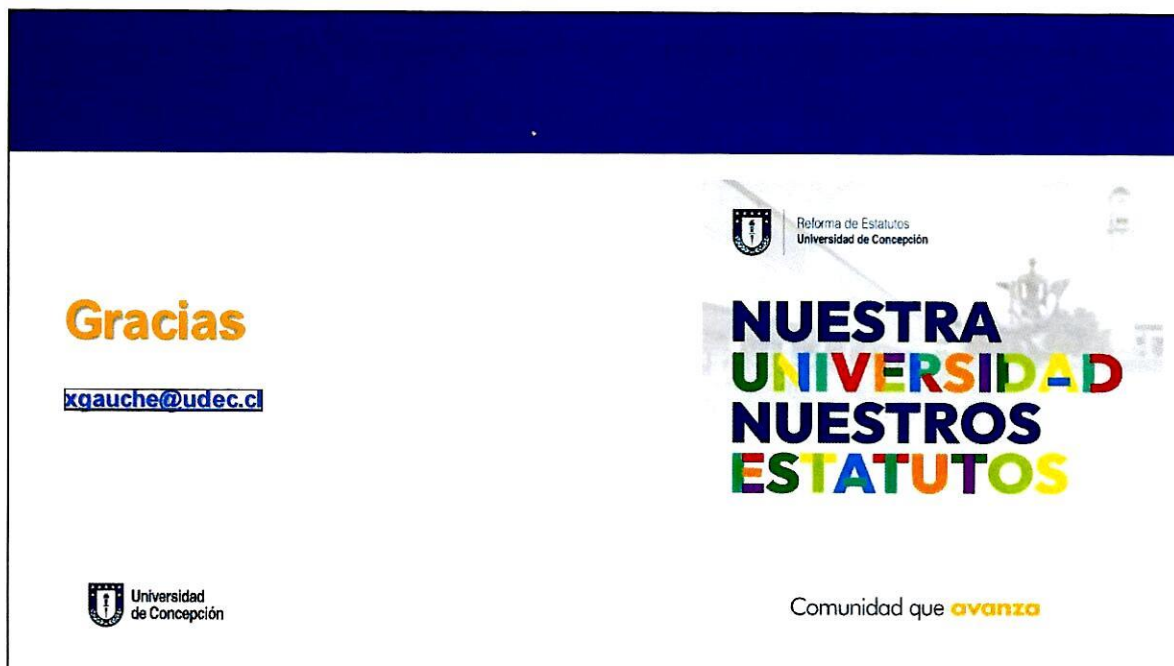 Gracias
xgauche@udec.cl
Universidad
de Concepción
Reforma de Estatutos
Universidad de Concepción
NUESTRA
UNIVERSIDAD
NUESTROS
ESTATUTOS
Comunidad que avanza